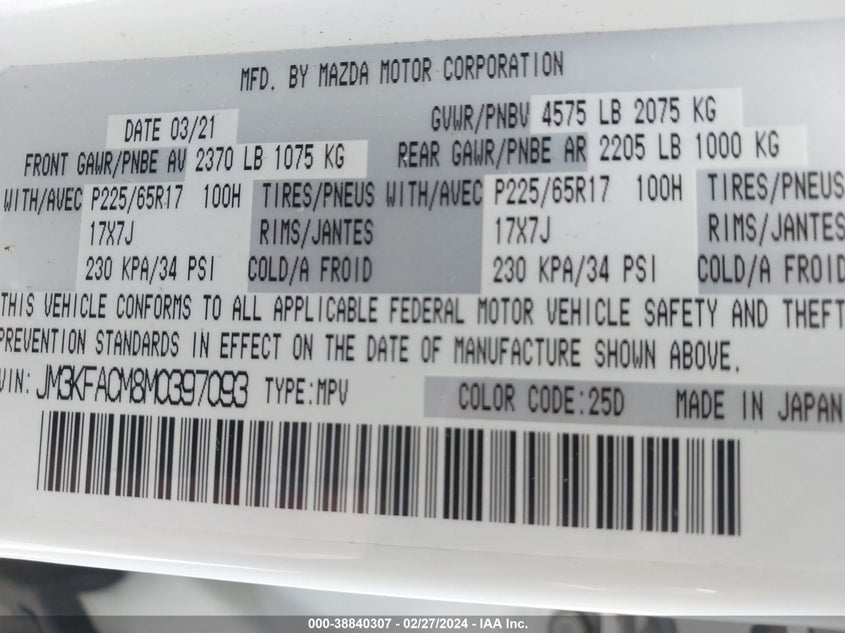 MFD. BY MAZDA MOTOR CORPORATION
DATE 03/21 GVWR/PNBV 4575 LB 2075 KG
FRONT GAWR/PNBE AV 2370 LB 1075 KG REAR GAWR/PNBE AR 2205 LB 1000 KG
WITH/AVEC P225/65R17 100H TIRES/PNEUS WITH/AVEC P225/65R17 100H TIRES/PNEUS
17X7J RIMS/JANTES 17X7J RIMS/JANTES
230 KPA/34 PSI COLD/A FROID 230 KPA/34 PSI COLD/A FROID
THIS VEHICLE CONFORMS TO ALL APPLICABLE FEDERAL MOTOR VEHICLE SAFETY AND THEFT
PREVENTION STANDARDS IN EFFECT ON THE DATE OF MANUFACTURE SHOWN ABOVE.
VIN: JM3KFACM8M0397093 TYPE:MPV COLOR CODE:25D MADE IN JAPAN
000-38840307 - 02/27/2024 - IAA Inc.